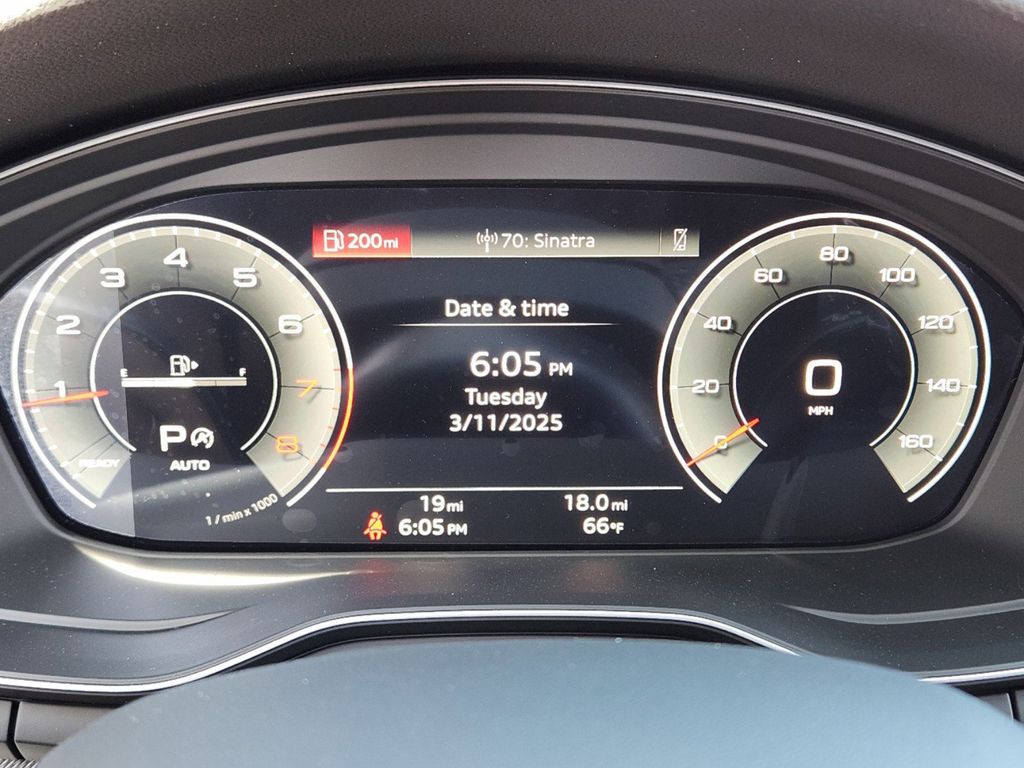 200mi
70: Sinatra
Date & time
6:05 PM
Tuesday
3/11/2025
1
2
3
4
5
6
7
8
E F
P
AUTO
READY
1 / min x 1000
0
20
40
60
80
100
120
140
160
0
MPH
19mi
18.0mi
6:05PM
66°F